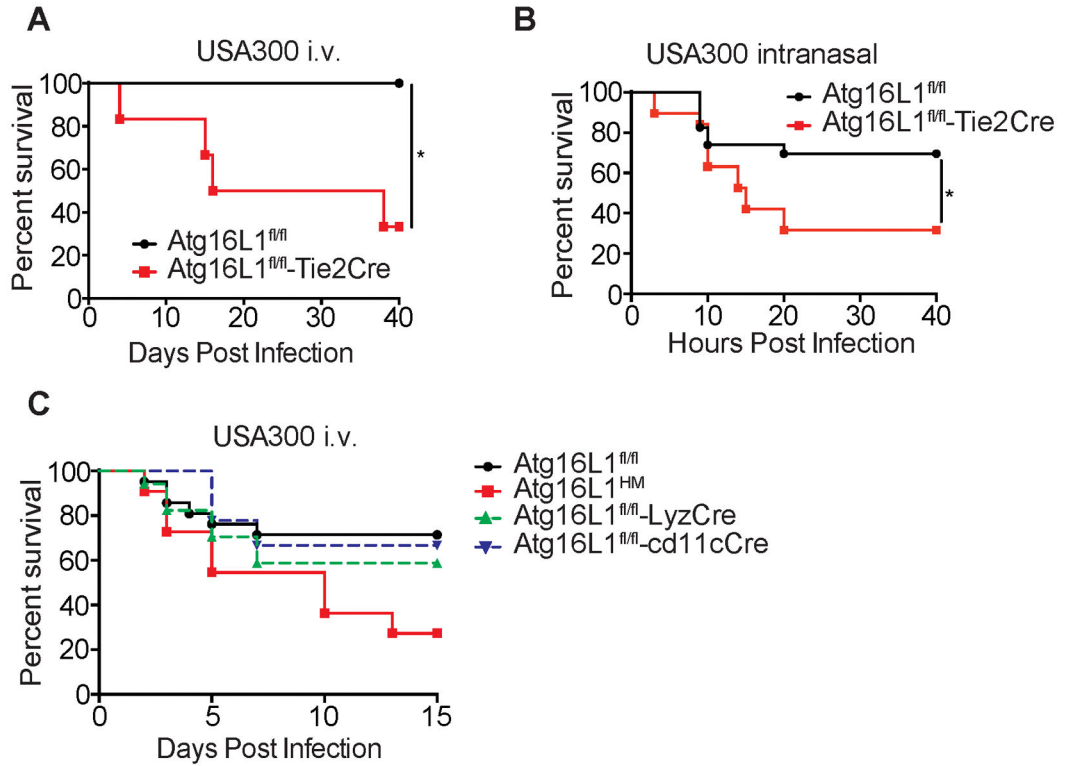 A
USA300 i.v.
Percent survival
100
80
60
40
20
0
Atg16L1fl/fl
Atg16L1fl/fl-Tie2Cre
*
0 10 20 30 40
Days Post Infection
B
USA300 intranasal
Percent survival
100
80
60
40
20
0
Atg16L1fl/fl
Atg16L1fl/fl-Tie2Cre
*
0 10 20 30 40
Hours Post Infection
C
USA300 i.v.
Percent survival
100
80
60
40
20
0
0 5 10 15
Days Post Infection
Atg16L1fl/fl
Atg16L1HM
Atg16L1fl/fl-LyzCre
Atg16L1fl/fl-cd11cCre